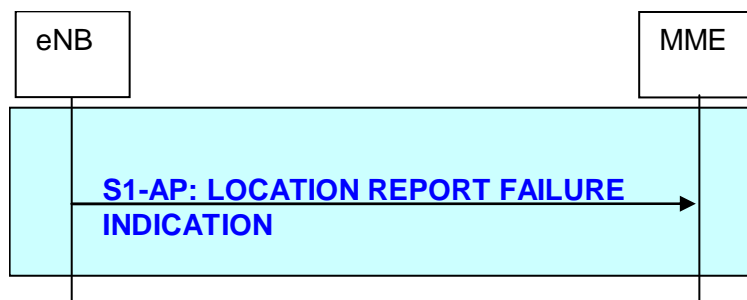 eNB
MME
S1-AP: LOCATION REPORT FAILURE
INDICATION